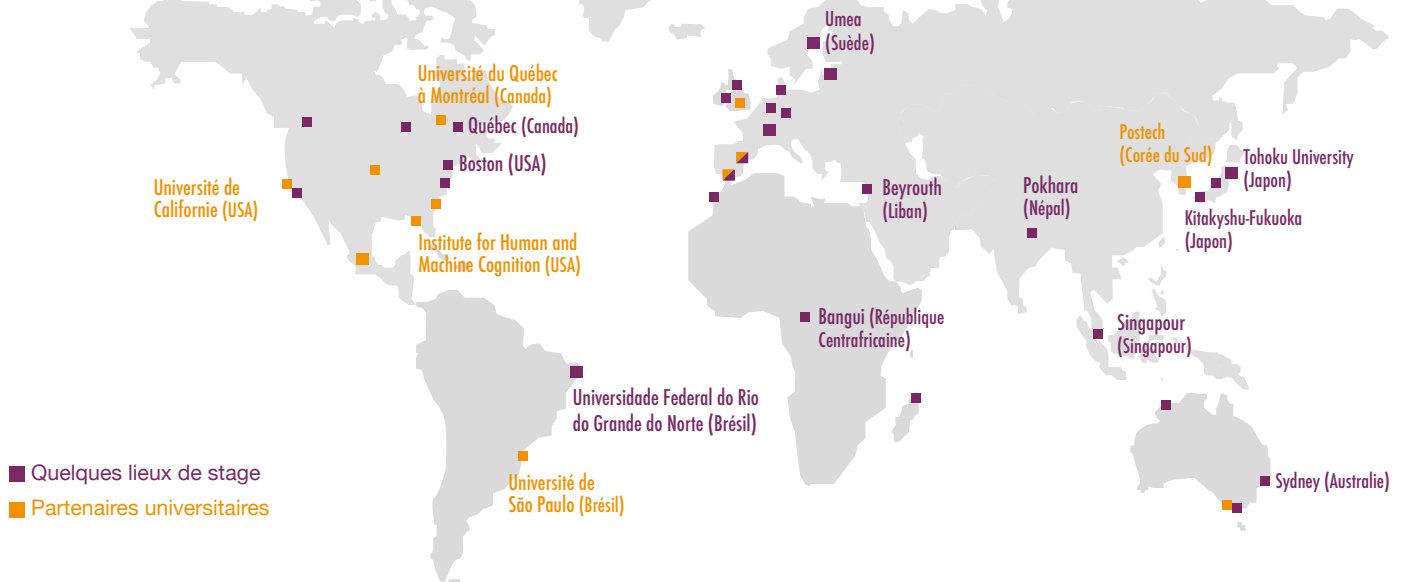 Umea
(Suède)
Université du Québec
à Montréal (Canada)
Québec (Canada)
Boston (USA)
Université de
Californie (USA)
Institute for Human and
Machine Cognition (USA)
Postech
(Corée du Sud)
Tohoku University
(Japon)
Kitakyshu-Fukuoka
(Japon)
Beyrouth
(Liban)
Pokhara
(Népal)
Bangui (République
Centrafricaine)
Singapour
(Singapour)
Universidade Federal do Rio
do Grande do Norte (Brésil)
Université de
São Paulo (Brésil)
Sydney (Australie)
Quelques lieux de stage
Partenaires universitaires